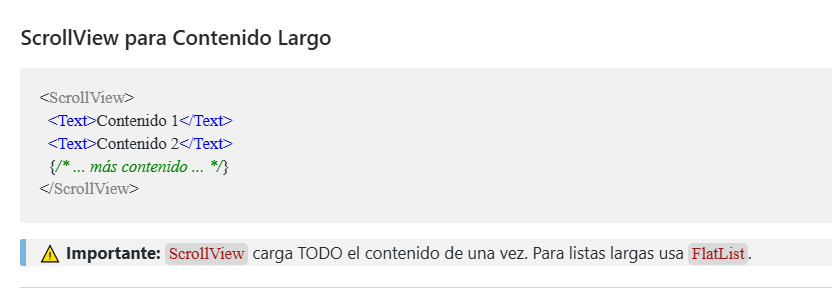 ScrollView para Contenido Largo
<ScrollView>
  <Text>Contenido 1</Text>
  <Text>Contenido 2</Text>
  {/* ... más contenido ... */}
</ScrollView>
⚠️ Importante: ScrollView carga TODO el contenido de una vez. Para listas largas usa FlatList.